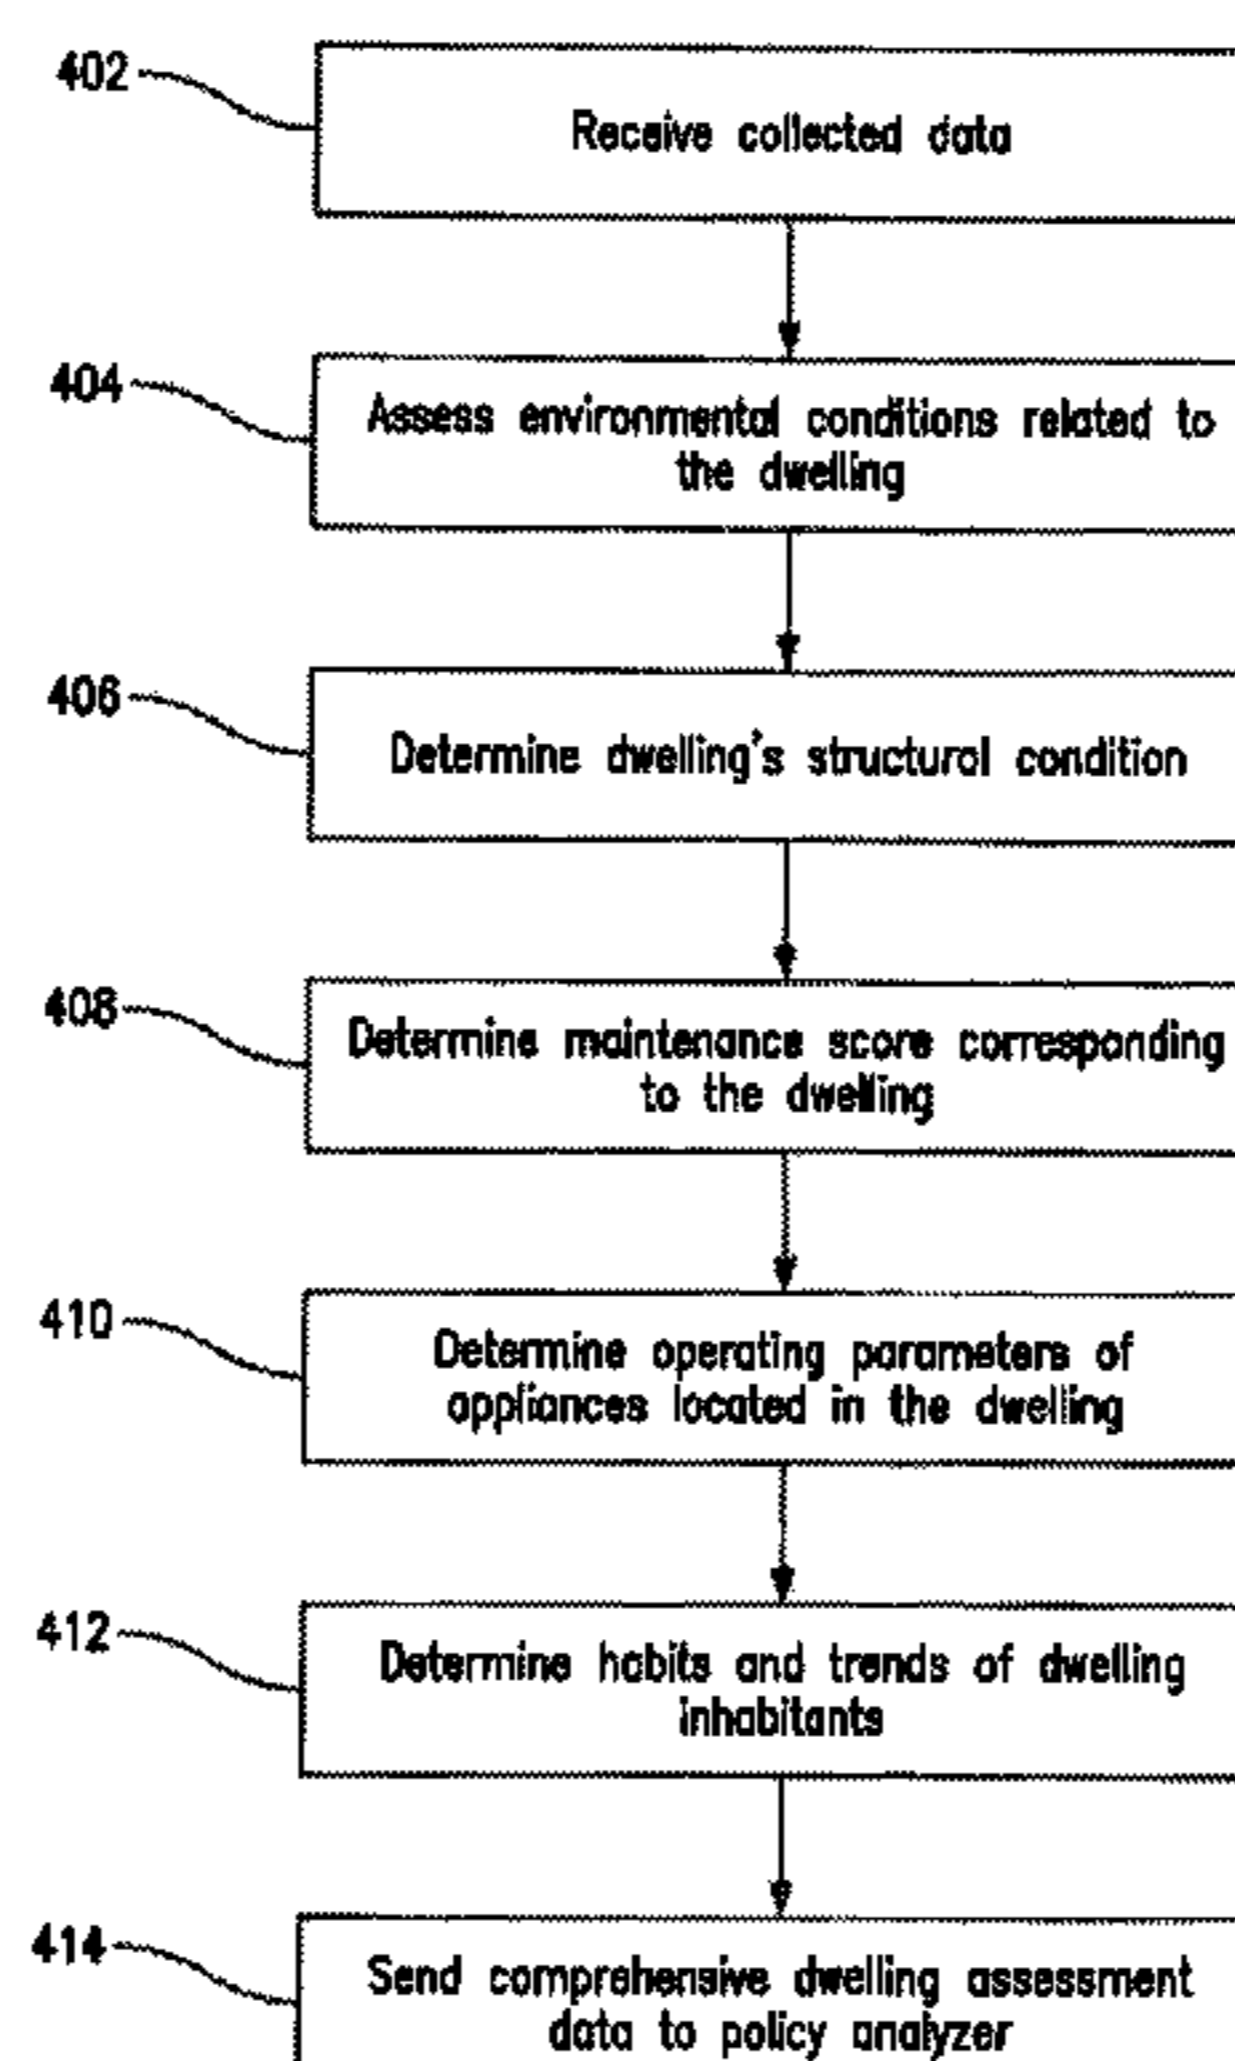 402
Receive collected data
404
Assess environmental conditions related to
the dwelling
406
Determine dwelling's structural condition
408
Determine maintenance score corresponding
to the dwelling
410
Determine operating parameters of
appliances located in the dwelling
412
Determine habits and trends of dwelling
inhabitants
414
Send comprehensive dwelling assessment
data to policy analyzer